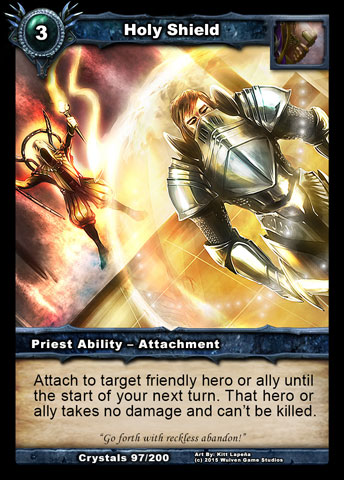 3
Holy Shield
Priest Ability – Attachment
Attach to target friendly hero or ally until
the start of your next turn. That hero or
ally takes no damage and can't be killed.
"Go forth with reckless abandon!"
Crystals 97/200
Art By: Kitt Lapeña
(c) 2015 Wulven Game Studios